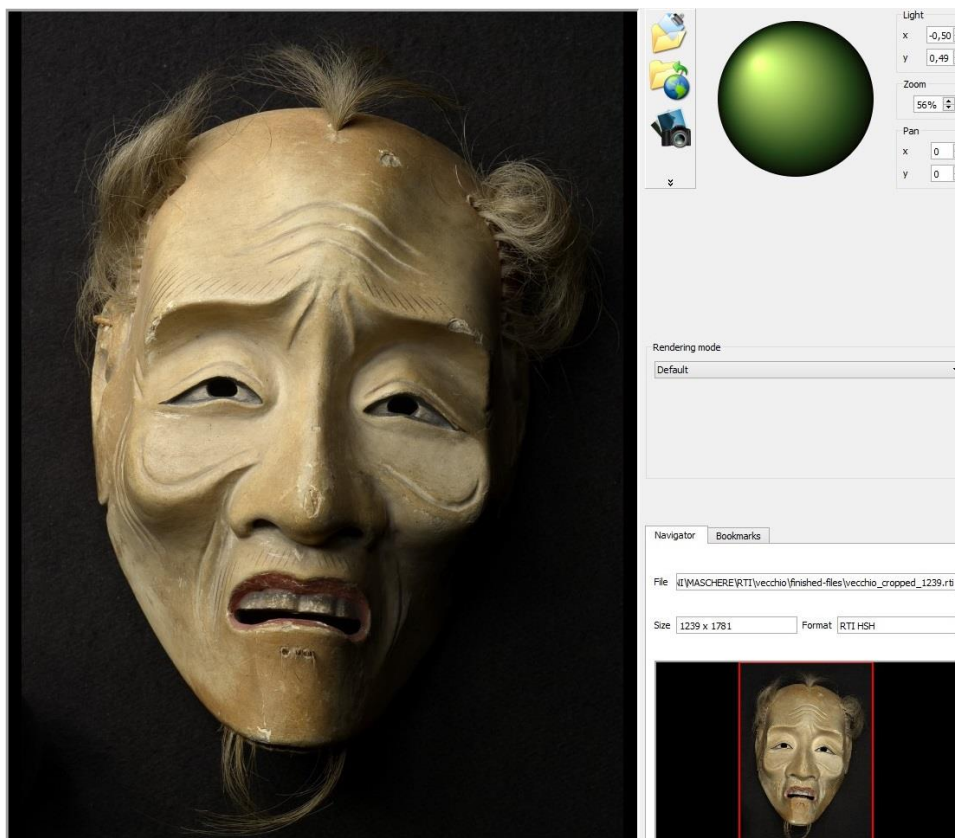 Light
x -0,50
y 0,49
Zoom
56%
Pan
x 0
y 0
Rendering mode
Default
Navigator Bookmarks
File \MASCHERE\RTI\vecchio\finished-files\vecchio_cropped_1239.rti
Size 1239 x 1781 Format RTI HSH